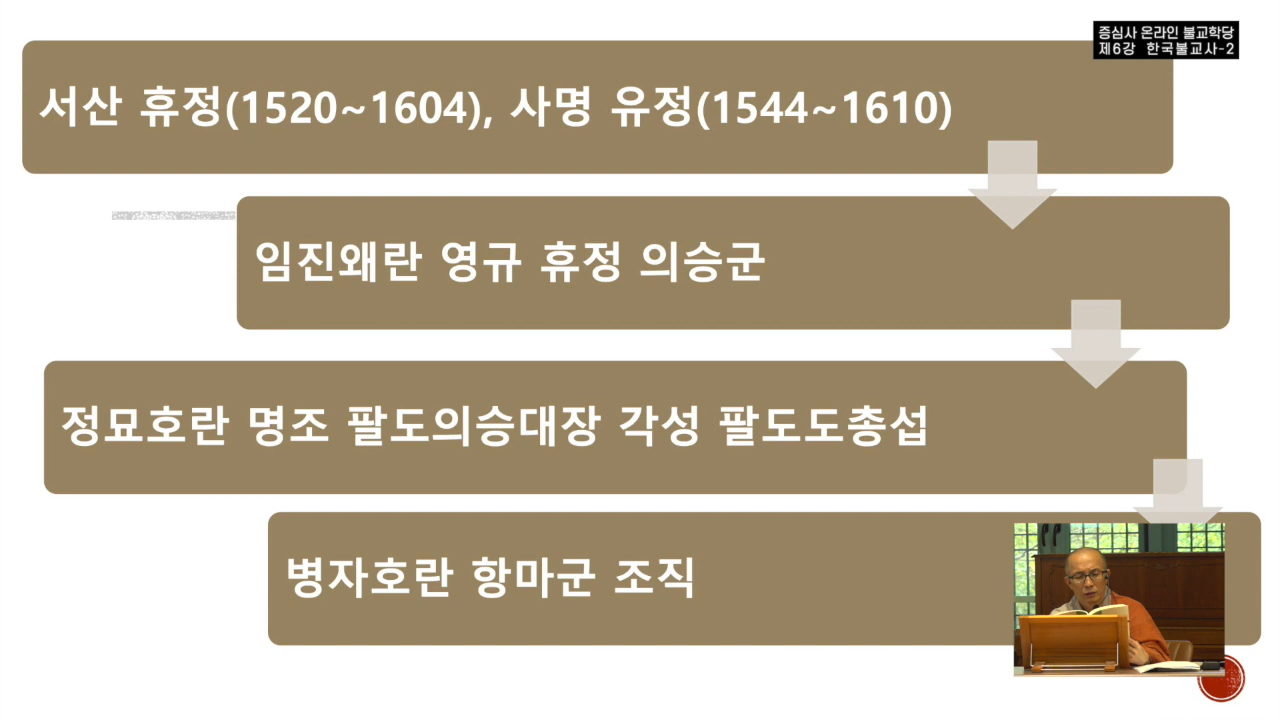 증심사 온라인 불교학당
제6강 한국불교사-2
서산 휴정(1520~1604), 사명 유정(1544~1610)
임진왜란 영규 휴정 의승군
정묘호란 명조 팔도의승대장 각성 팔도도총섭
병자호란 항마군 조직